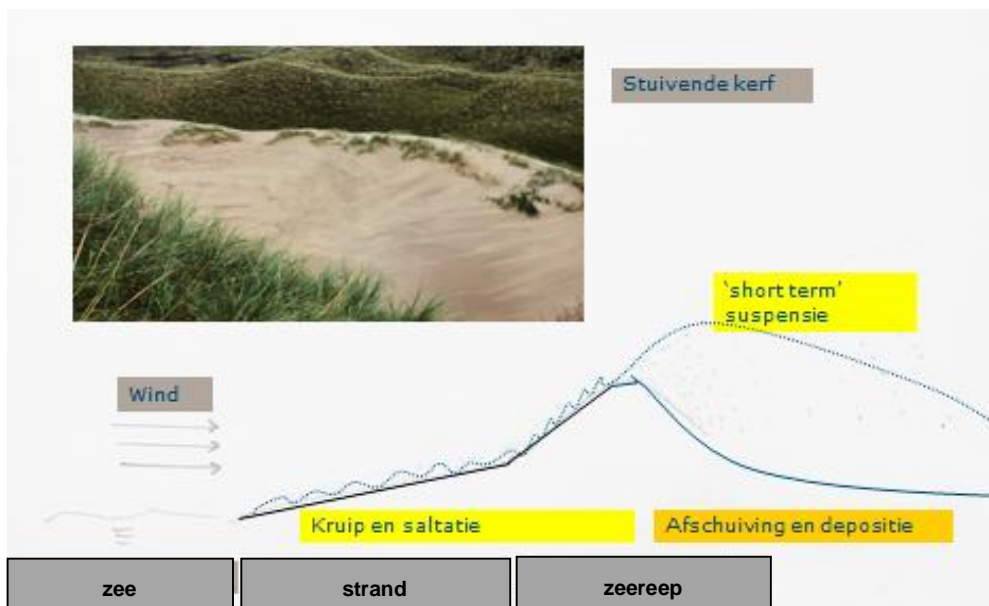 Stuivende kerf
'short term'
suspensie
Wind
Kruip en saltatie
Afschuiving en depositie
zee
strand
zeereep